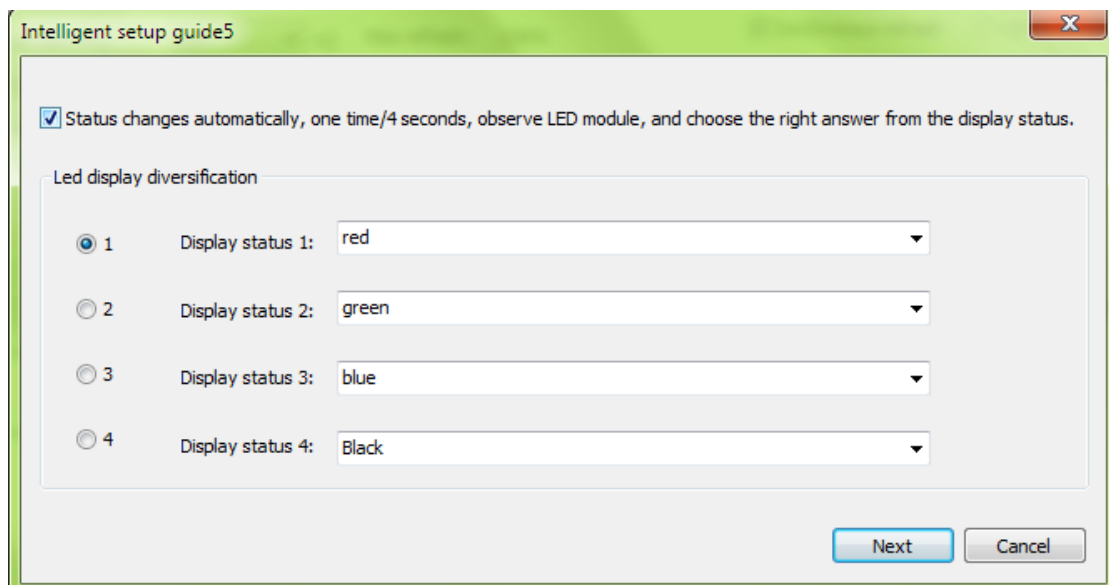 Intelligent setup guide5
Status changes automatically, one time/4 seconds, observe LED module, and choose the right answer from the display status.
Led display diversification
1 Display status 1: red
2 Display status 2: green
3 Display status 3: blue
4 Display status 4: Black
Next Cancel